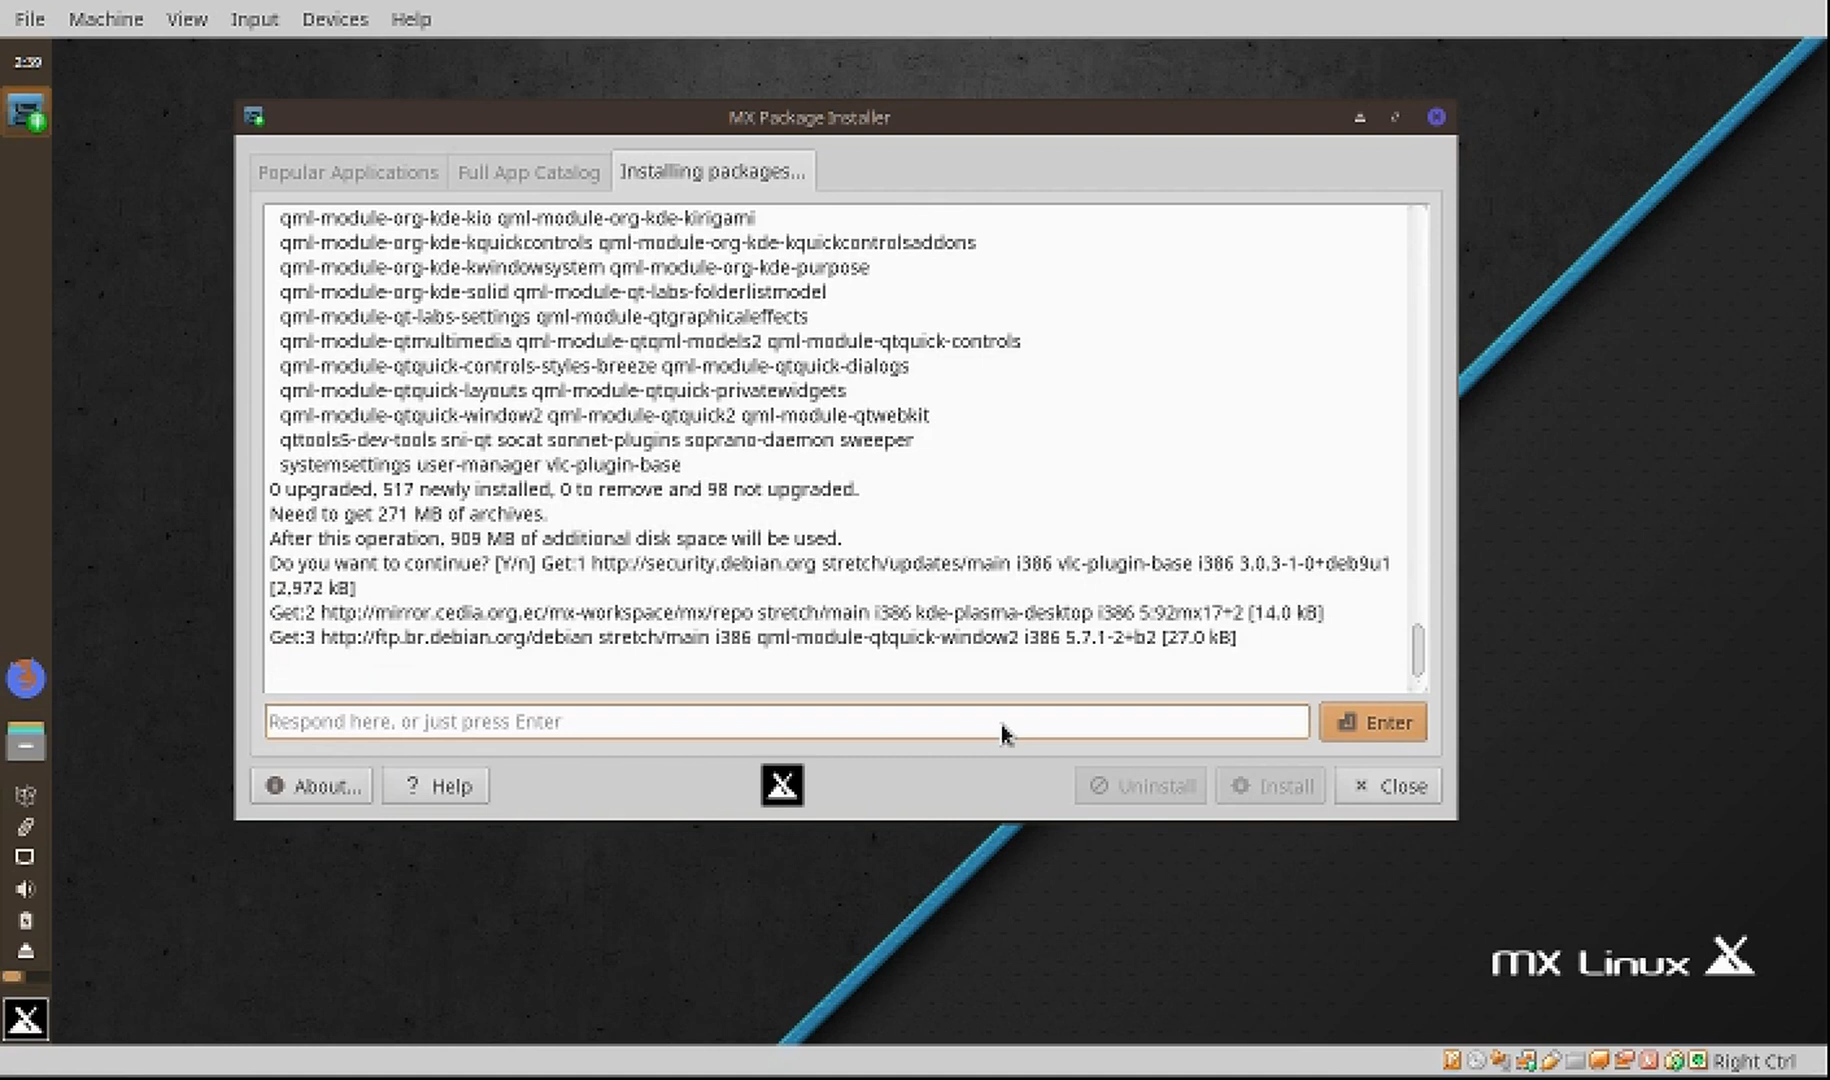 File Machine View Input Devices Help
2:39
MX Package Installer
Popular Applications Full App Catalog Installing packages...
qml-module-org-kde-kio qml-module-org-kde-kirigami
qml-module-org-kde-kquickcontrols qml-module-org-kde-kquickcontrolsaddons
qml-module-org-kde-kwindowsystem qml-module-org-kde-purpose
qml-module-org-kde-solid qml-module-qt-labs-folderlistmodel
qml-module-qt-labs-settings qml-module-qtgraphicaleffects
qml-module-qtmultimedia qml-module-qtqml-models2 qml-module-qtquick-controls
qml-module-qtquick-controls-styles-breeze qml-module-qtquick-dialogs
qml-module-qtquick-layouts qml-module-qtquick-privatewidgets
qml-module-qtquick-window2 qml-module-qtquick2 qml-module-qtwebkit
qttools5-dev-tools sni-qt socat sonnet-plugins soprano-daemon sweeper
systemsettings user-manager vlc-plugin-base
0 upgraded, 517 newly installed, 0 to remove and 98 not upgraded.
Need to get 271 MB of archives.
After this operation, 909 MB of additional disk space will be used.
Do you want to continue? [Y/n] Get:1 http://security.debian.org stretch/updates/main i386 vlc-plugin-base i386 3.0.3-1-0+deb9u1
[2,972 kB]
Get:2 http://mirror.cedia.org.ec/mx-workspace/mx/repo stretch/main i386 kde-plasma-desktop i386 5:92mx17+2 [14.0 kB]
Get:3 http://ftp.br.debian.org/debian stretch/main i386 qml-module-qtquick-window2 i386 5.7.1-2+b2 [27.0 kB]
Respond here, or just press Enter
Enter
About... ? Help Uninstall Install Close
MX Linux
Right Ctrl